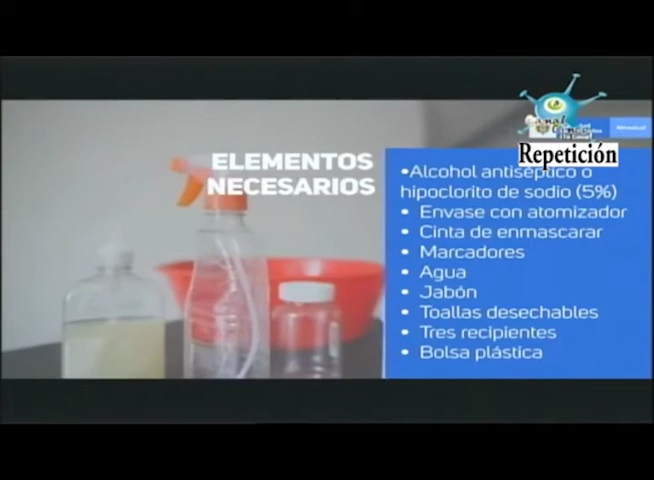 Canal
Repetición
ELEMENTOS
NECESARIOS
•Alcohol antiséptico o
hipoclorito de sodio (5%)
• Envase con atomizador
• Cinta de enmascarar
• Marcadores
• Agua
• Jabón
• Toallas desechables
• Tres recipientes
• Bolsa plástica